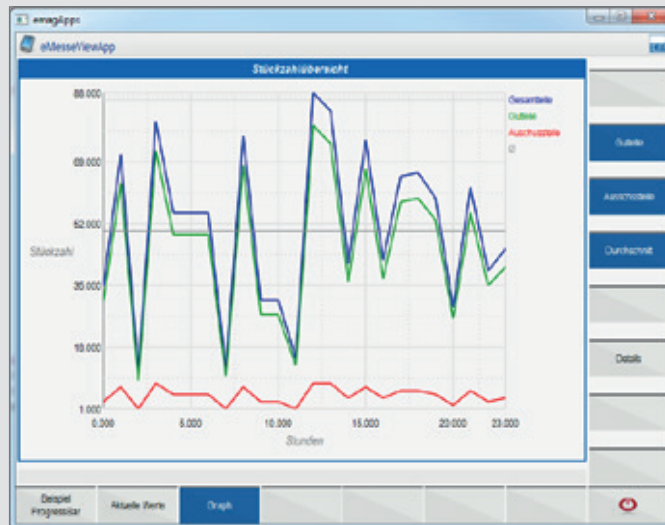 emagApps
eMesseViewApp
Stückzahlübersicht
88.000
69.000
52.000
35.000
18.000
1.000
Stückzahl
0.000
5.000
10.000
15.000
20.000
23.000
Stunden
Gesamtteile
Gutteile
Auschussteile
Ø
Gutteile
Ausschussteile
Durchschnitt
Details
Beispiel
Progressbar
Aktuelle Werte
Graph